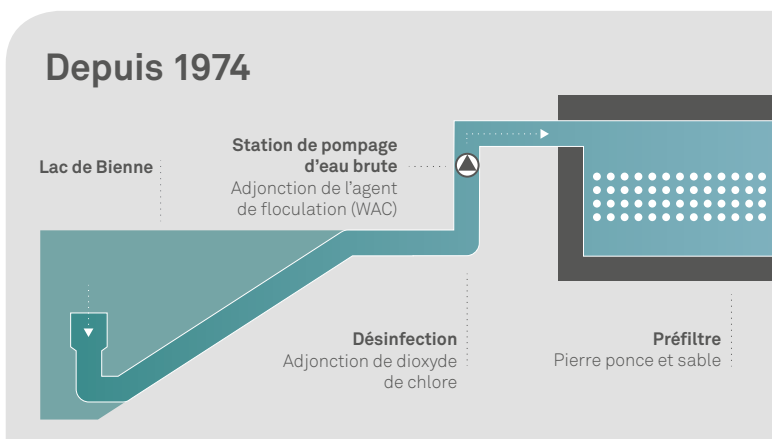 Depuis 1974
Lac de Bienne
Station de pompage
d'eau brute
Adjonction de l'agent
de floculation (WAC)
Désinfection
Adjonction de dioxyde
de chlore
Préfiltre
Pierre ponce et sable